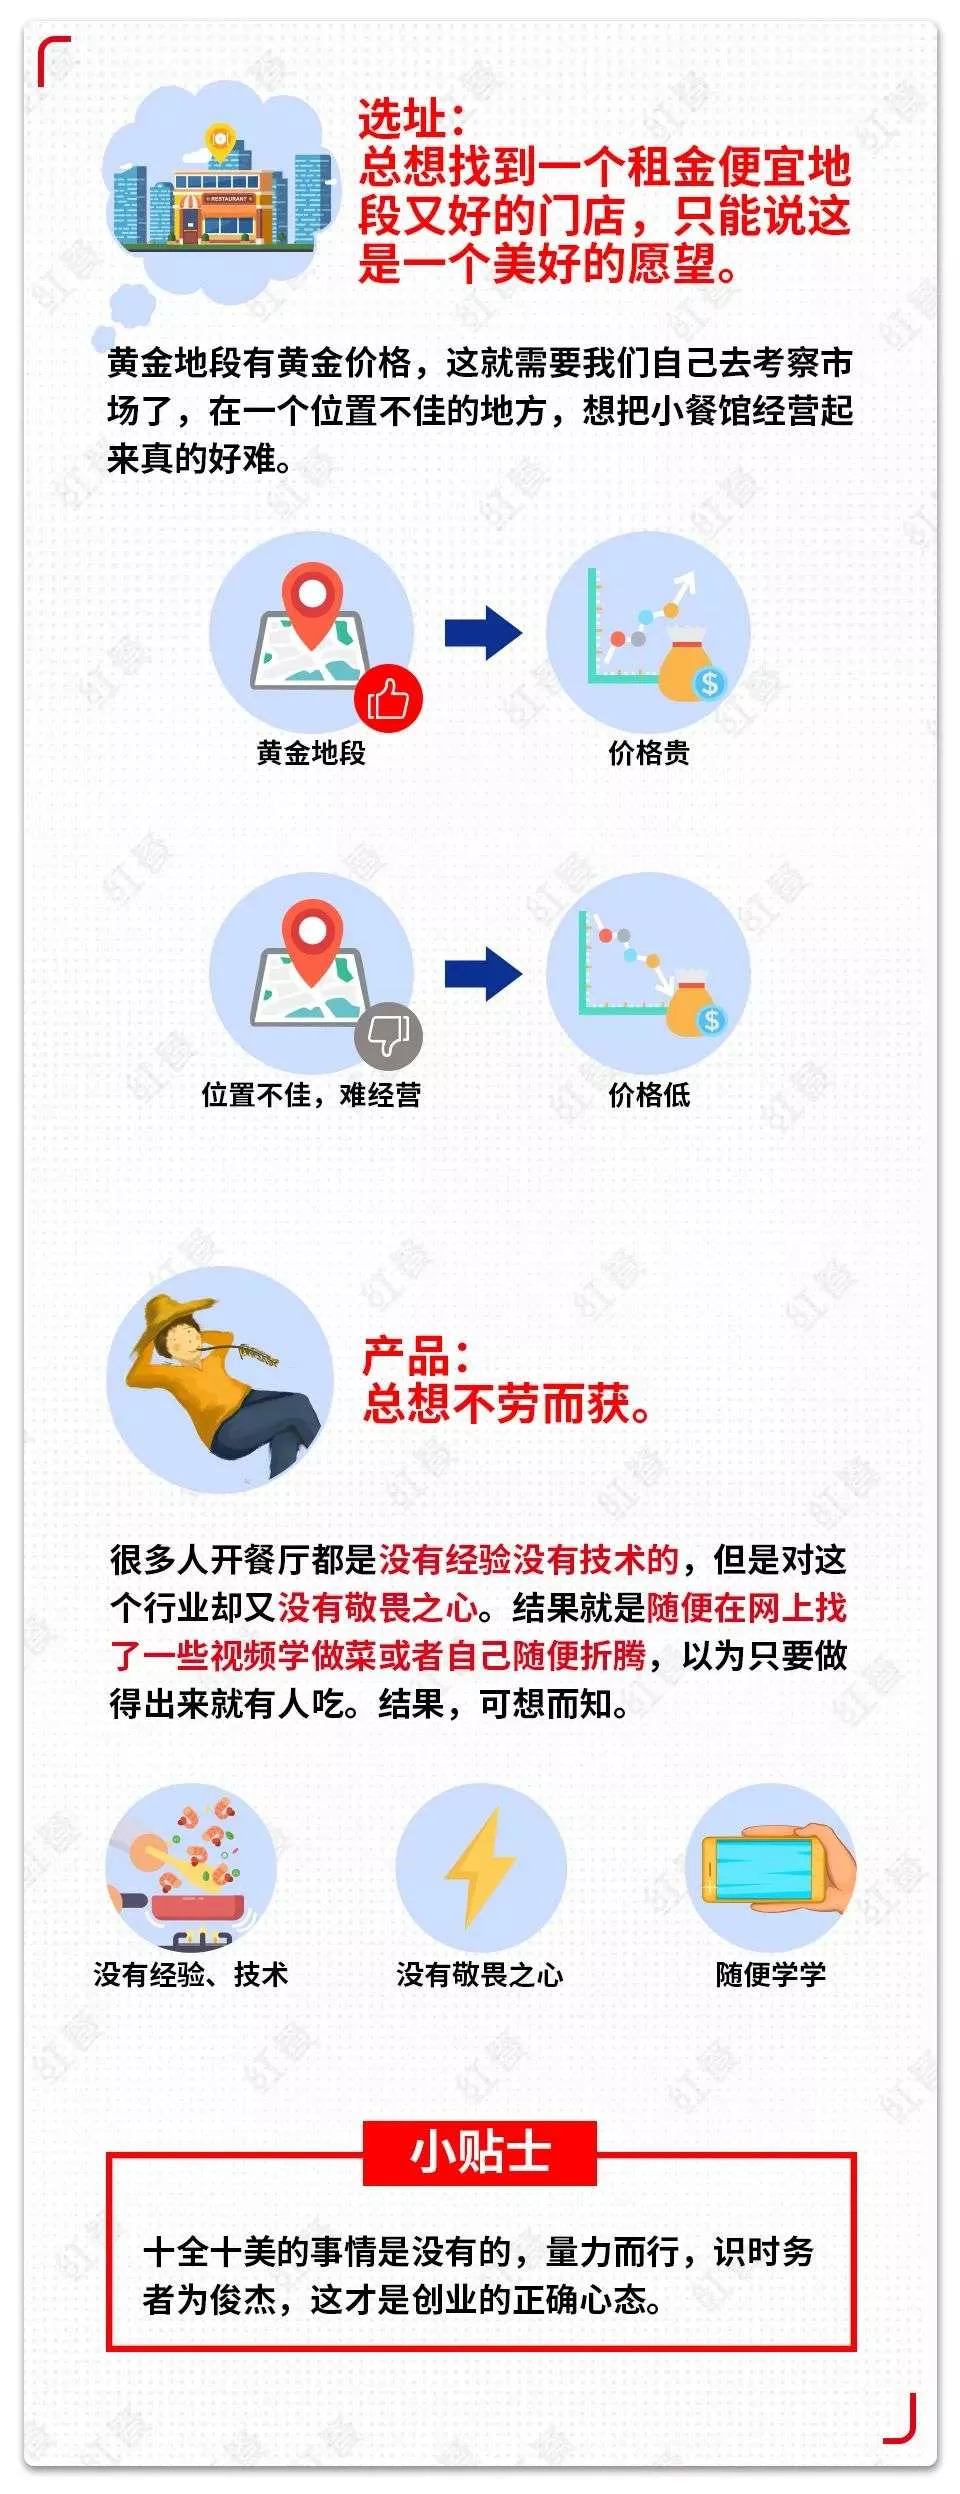 选址：
总想找到一个租金便宜地
段又好的门店，只能说这
是一个美好的愿望。
RESTAURANT
黄金地段有黄金价格，这就需要我们自己去考察市
场了，在一个位置不佳的地方，想把小餐馆经营起
来真的好难。
黄金地段
价格贵
位置不佳，难经营
价格低
产品：
总想不劳而获。
很多人开餐厅都是没有经验没有技术的，但是对这
个行业却又没有敬畏之心。结果就是随便在网上找
了一些视频学做菜或者自己随便折腾，以为只要做
得出来就有人吃。结果，可想而知。
没有经验、技术
没有敬畏之心
随便学学
小贴士
十全十美的事情是没有的，量力而行，识时务
者为俊杰，这才是创业的正确心态。
红餐